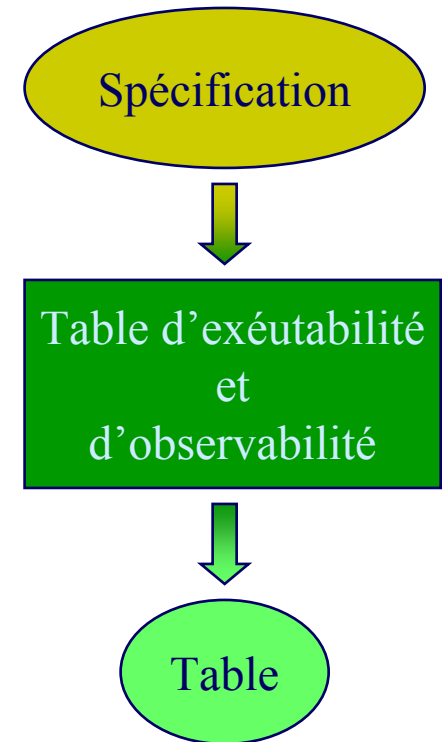 Spécification
Table d’exéutabilité
et
d’observabilité
Table